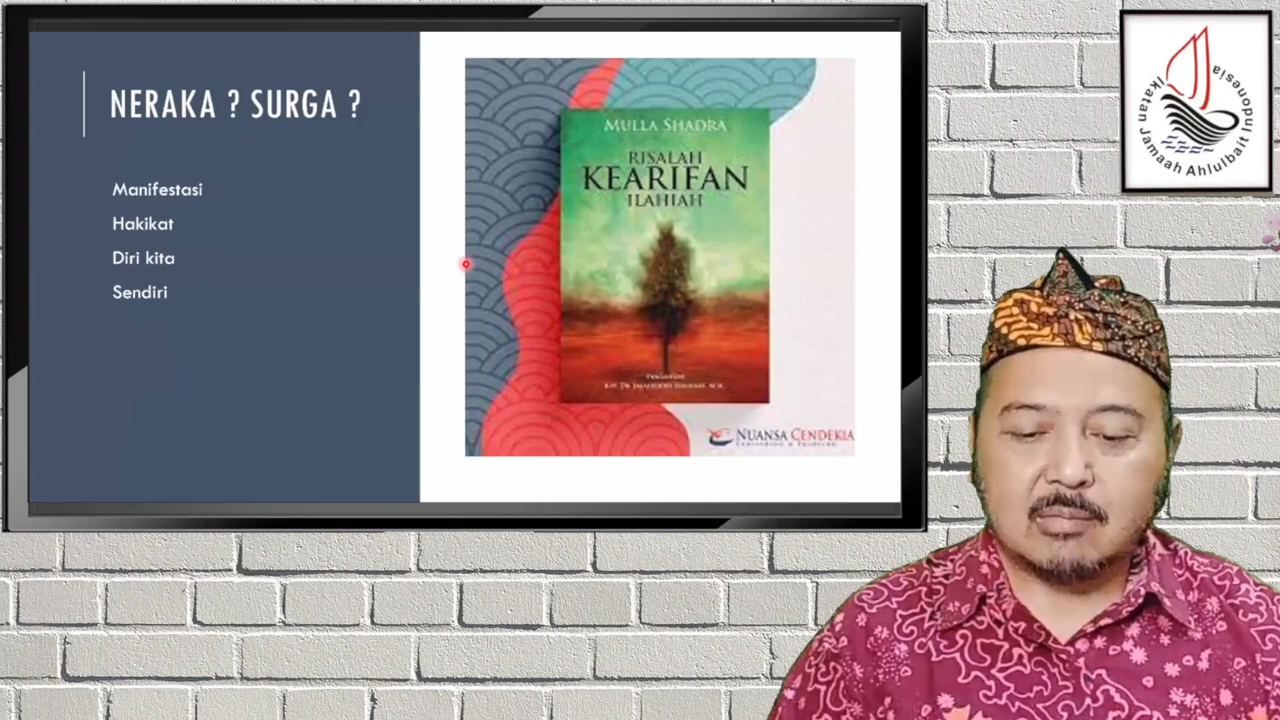 NERAKA ? SURGA ?
Manifestasi
Hakikat
Diri kita
Sendiri
MULLA SHADRA
RISALAH
KEARIFAN
ILAHIAH
NUANSA CENDEKIA
Ikatan Jamaah Ahlulbait Indonesia